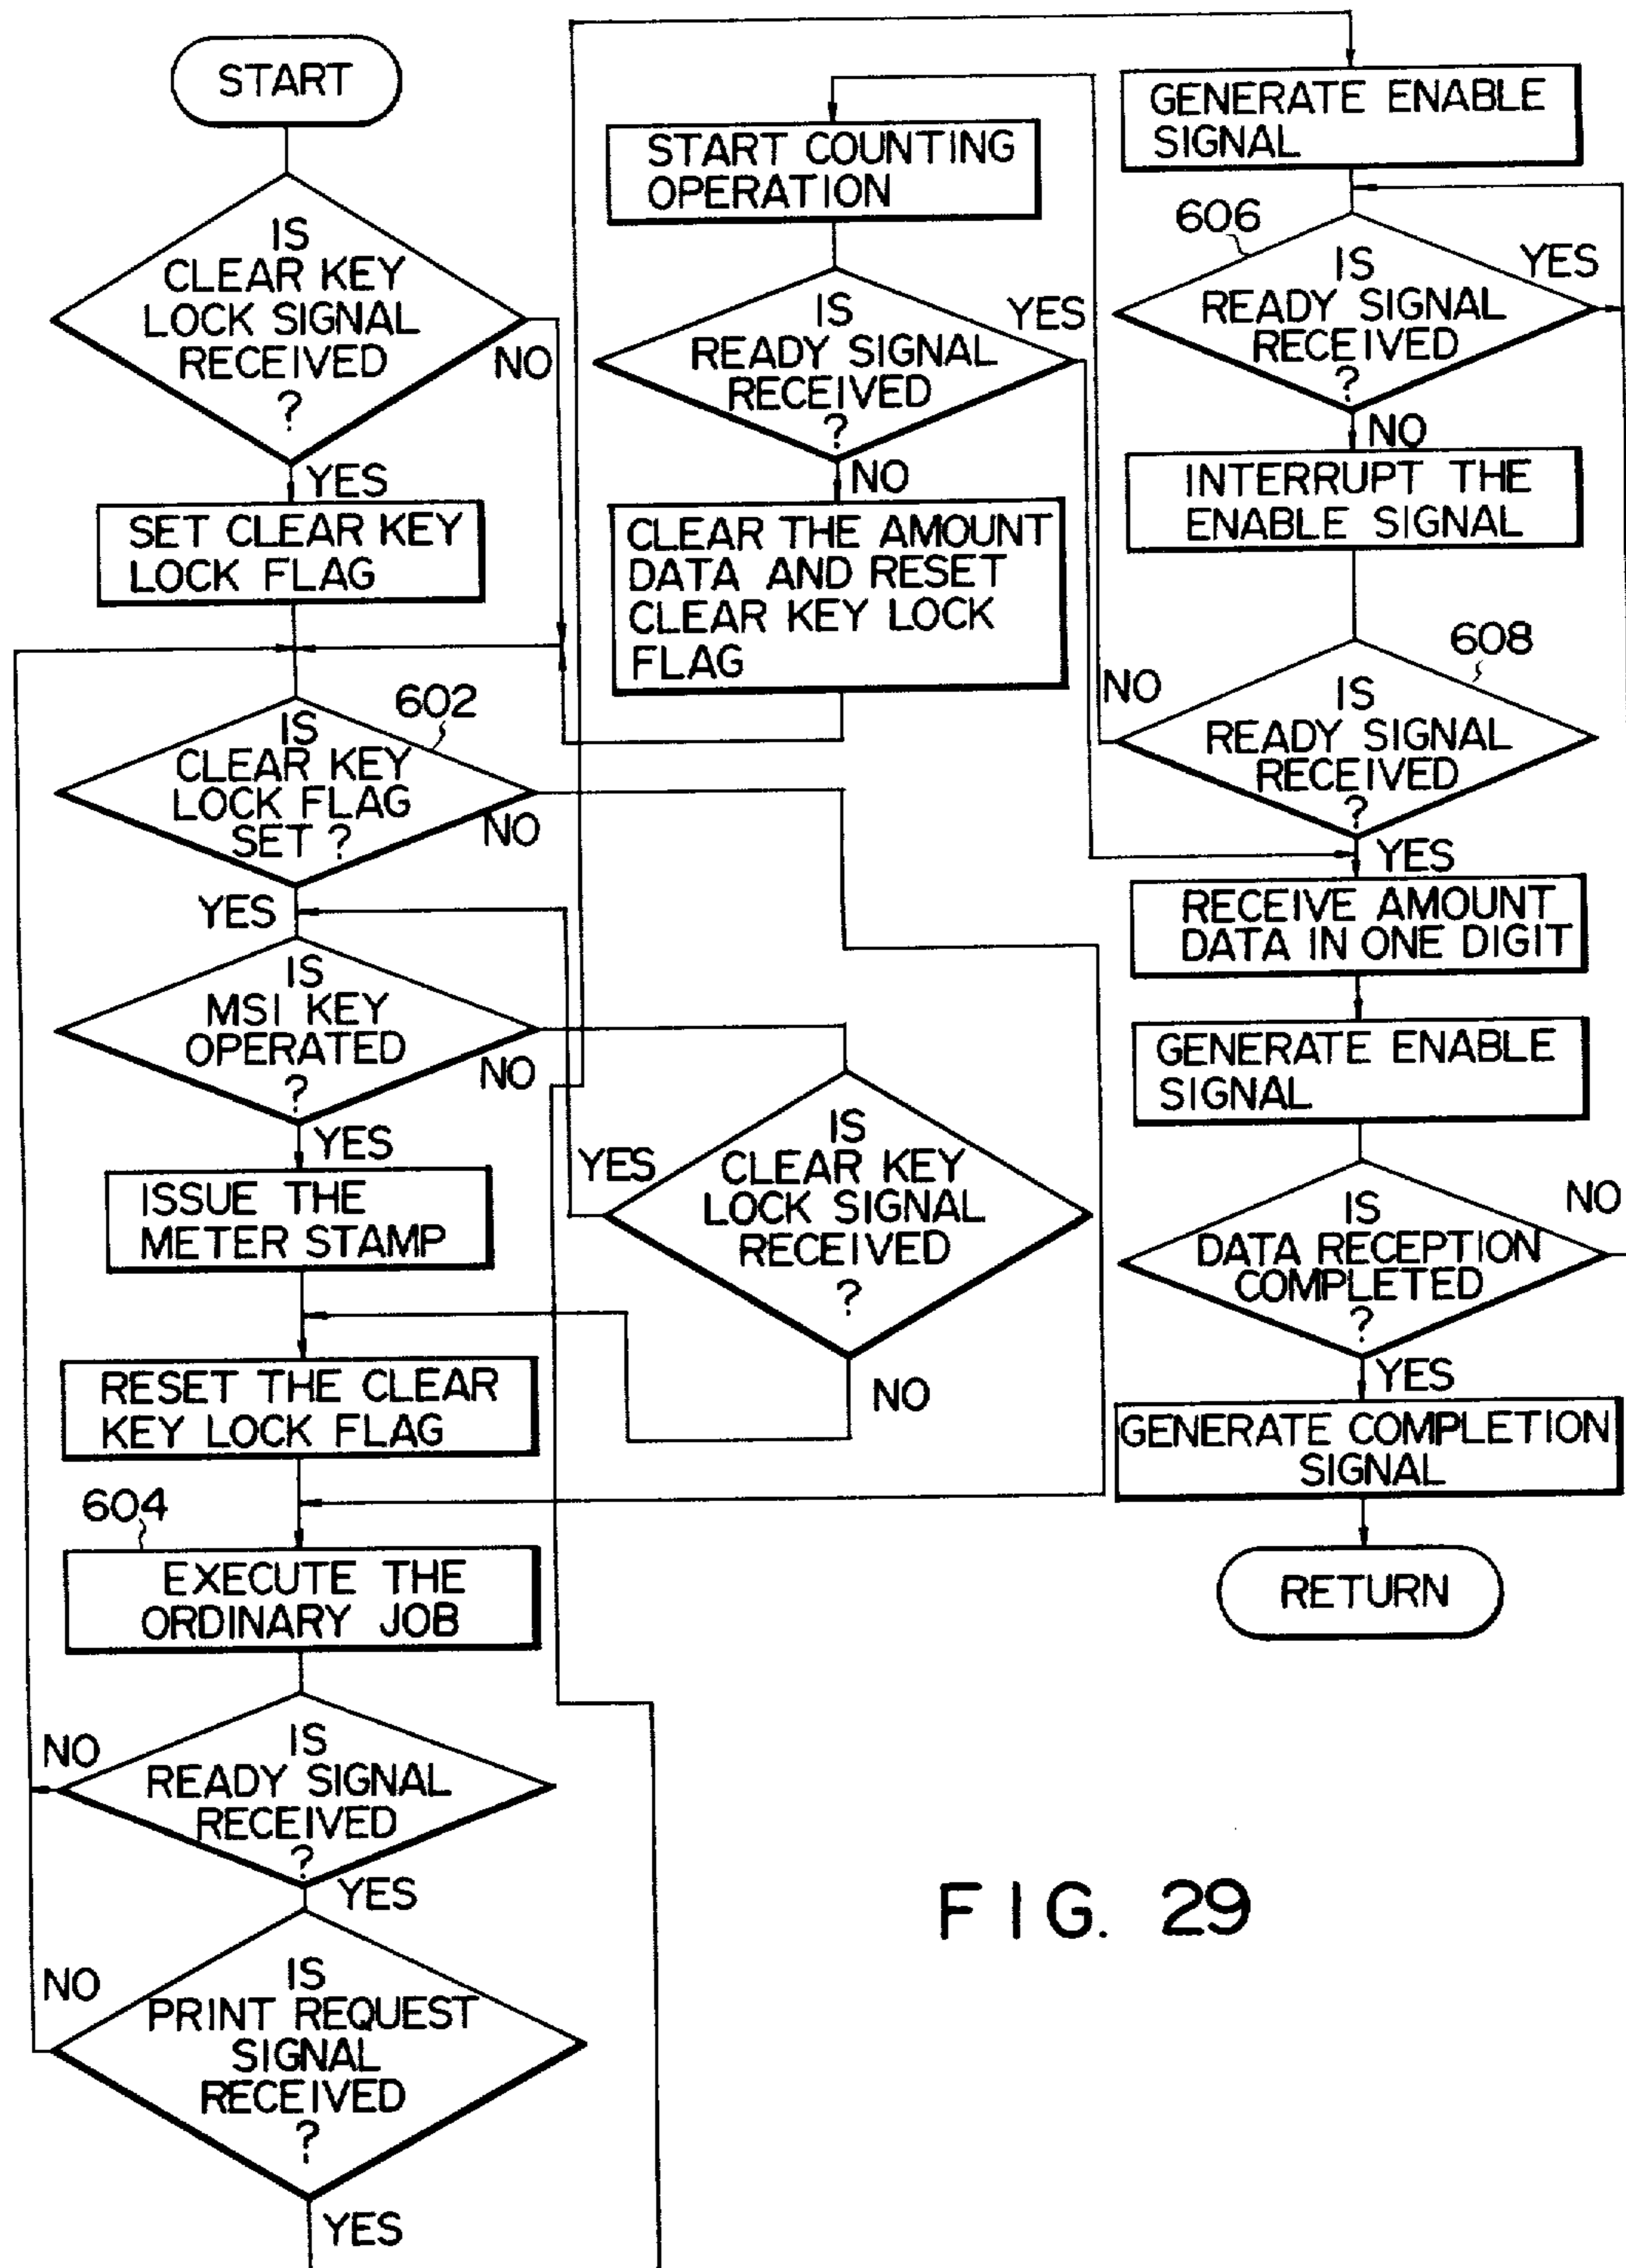 START
IS
CLEAR KEY
LOCK SIGNAL
RECEIVED
?
NO
YES
SET CLEAR KEY
LOCK FLAG
602
IS
CLEAR KEY
LOCK FLAG
SET ?
NO
YES
IS
MSI KEY
OPERATED
?
NO
YES
ISSUE THE
METER STAMP
RESET THE CLEAR
KEY LOCK FLAG
604
EXECUTE THE
ORDINARY JOB
NO
IS
READY SIGNAL
RECEIVED
?
YES
NO
IS
PRINT REQUEST
SIGNAL
RECEIVED
?
YES
START COUNTING
OPERATION
IS
READY SIGNAL
RECEIVED
?
YES
NO
CLEAR THE AMOUNT
DATA AND RESET
CLEAR KEY LOCK
FLAG
YES
IS
CLEAR KEY
LOCK SIGNAL
RECEIVED
?
NO
GENERATE ENABLE
SIGNAL
606
IS
READY SIGNAL
RECEIVED
?
YES
NO
INTERRUPT THE
ENABLE SIGNAL
608
NO
IS
READY SIGNAL
RECEIVED
?
YES
RECEIVE AMOUNT
DATA IN ONE DIGIT
GENERATE ENABLE
SIGNAL
IS
DATA RECEPTION
COMPLETED
?
NO
YES
GENERATE COMPLETION
SIGNAL
RETURN
FIG. 29